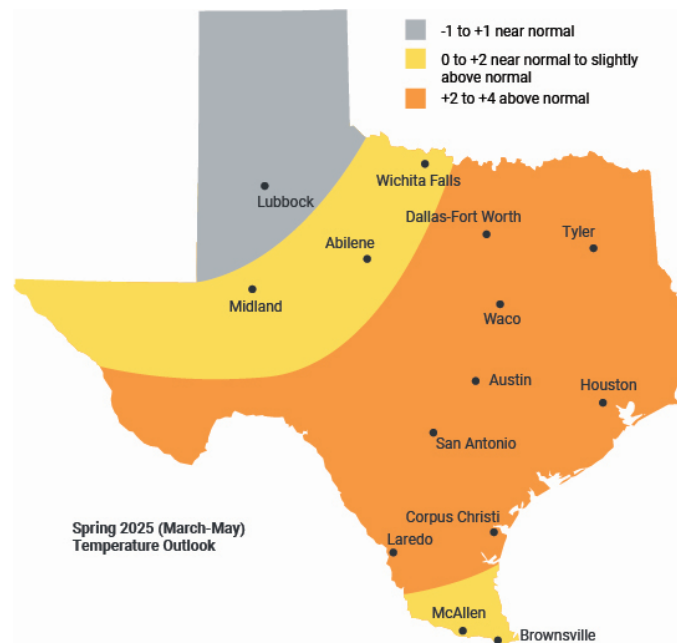 -1 to +1 near normal
0 to +2 near normal to slightly
above normal
+2 to +4 above normal
Wichita Falls
Lubbock
Dallas-Fort Worth
Tyler
Abilene
Midland
Waco
Austin
Houston
San Antonio
Corpus Christi
Laredo
Spring 2025 (March-May)
Temperature Outlook
McAllen
Brownsville